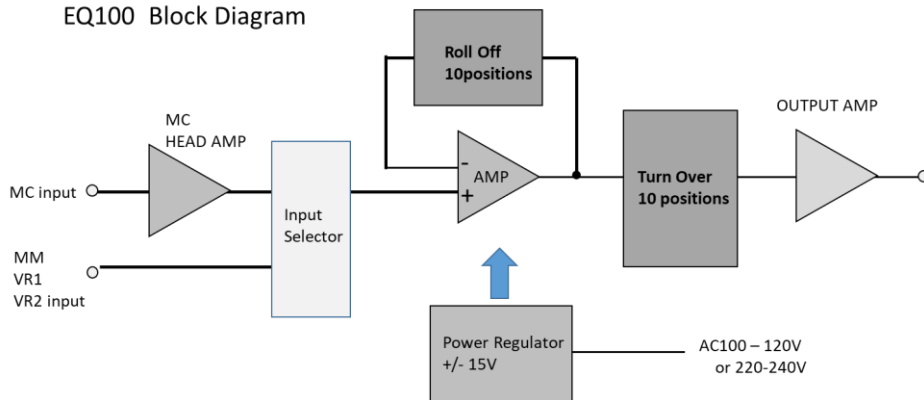 EQ100 Block Diagram
Roll Off
10positions
MC
HEAD AMP
OUTPUT AMP
MC input
-
AMP
+
Turn Over
10 positions
Input
Selector
MM
VR1
VR2 input
Power Regulator
+/- 15V
AC100 – 120V
or 220-240V